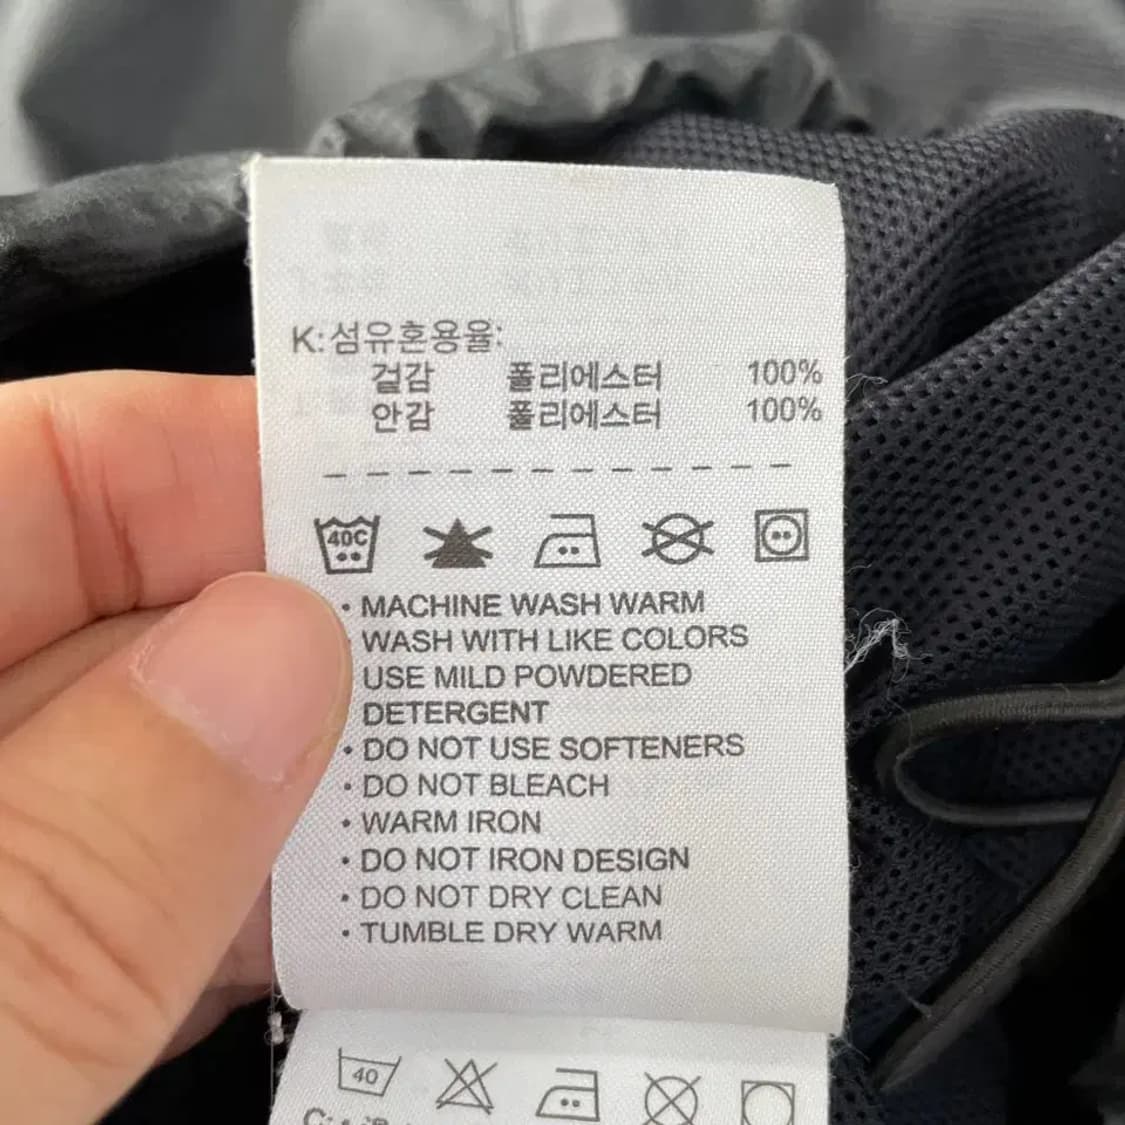 K:섬유혼용율:
겉감 폴리에스터 100%
안감 폴리에스터 100%
40C
• MACHINE WASH WARM
WASH WITH LIKE COLORS
USE MILD POWDERED
DETERGENT
• DO NOT USE SOFTENERS
• DO NOT BLEACH
• WARM IRON
• DO NOT IRON DESIGN
• DO NOT DRY CLEAN
• TUMBLE DRY WARM
40